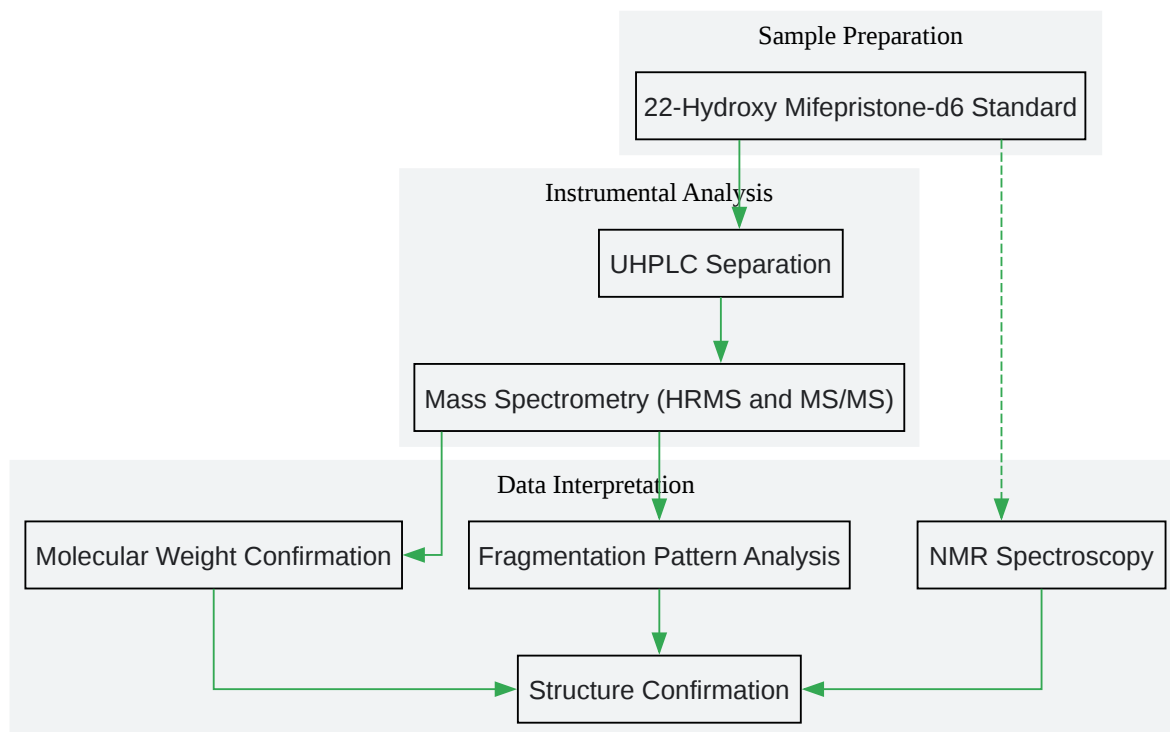 Sample Preparation
22-Hydroxy Mifepristone-d6 Standard
Instrumental Analysis
UHPLC Separation
Mass Spectrometry (HRMS and MS/MS)
Data Interpretation
Molecular Weight Confirmation
Fragmentation Pattern Analysis
NMR Spectroscopy
Structure Confirmation